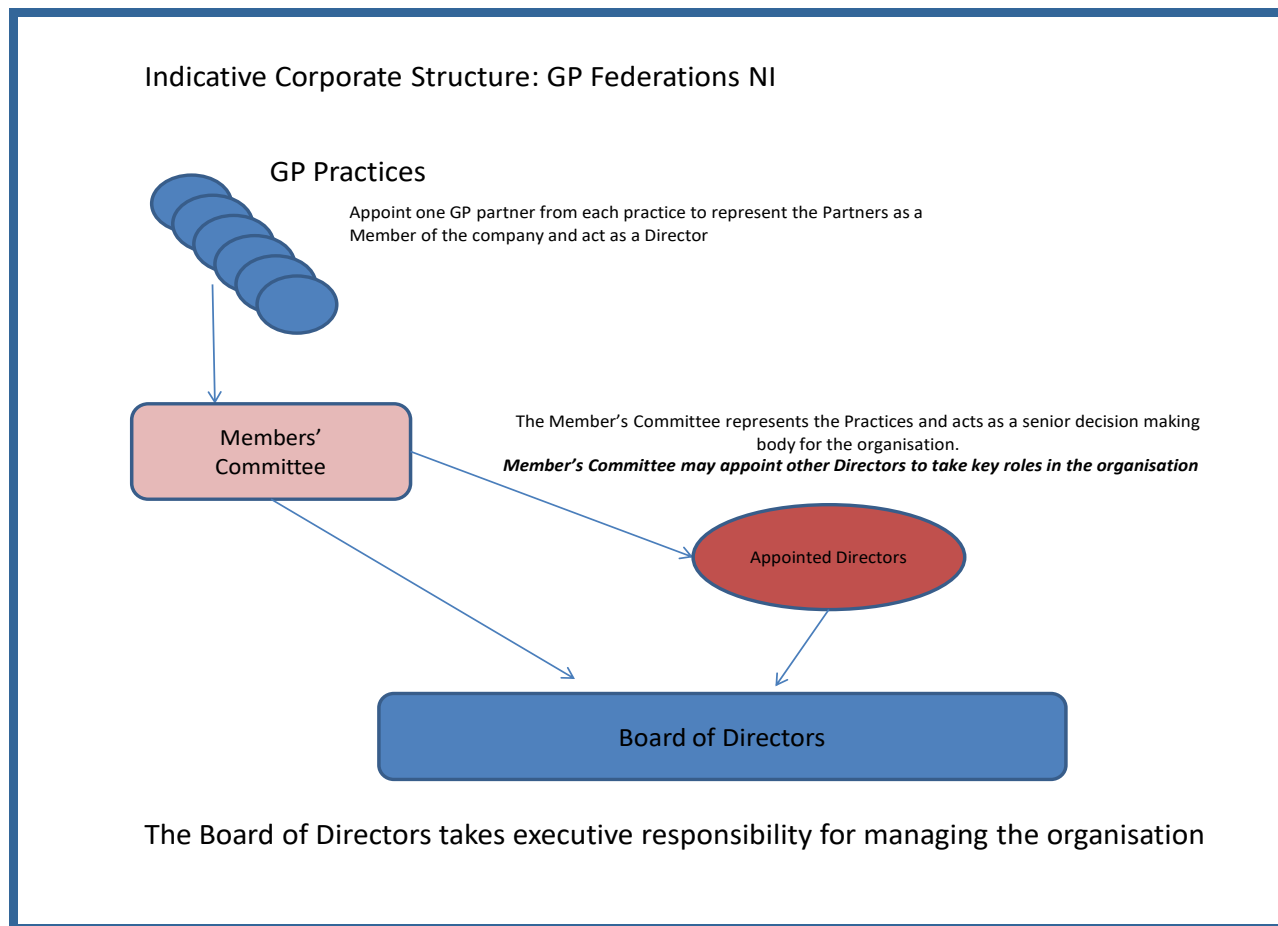 Indicative Corporate Structure: GP Federations NI
GP Practices
Appoint one GP partner from each practice to represent the Partners as a
Member of the company and act as a Director
Members’
Committee
The Member’s Committee represents the Practices and acts as a senior decision making
body for the organisation.
Member’s Committee may appoint other Directors to take key roles in the organisation
Appointed Directors
Board of Directors
The Board of Directors takes executive responsibility for managing the organisation